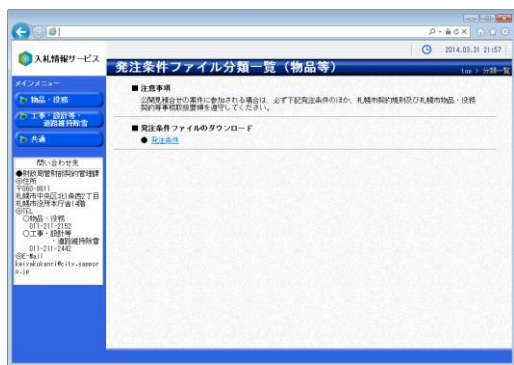 2014.03.31 21:57
入札情報サービス
発注条件ファイル分類一覧（物品等）
top > 分類一覧
メインメニュー
物品・役務
工事・設計等・
道路維持除雪
共通
問い合わせ先
●財政局管財部契約管理課
◎住所
〒060-8611
札幌市中央区北1条西2丁目
札幌市役所本庁舎14階
◎TEL
○物品・役務
011-211-2152
○工事・設計等
・道路維持除雪
011-211-2442
◎E-Mail
keiyakukanri@city.sappor
o.jp
■ 注意事項
公開見積合せの案件に参加される場合は、必ず下記発注条件のほか、札幌市契約規則及び札幌市物品・役務
契約等事務取扱要領を遵守してください。
■ 発注条件ファイルのダウンロード
● 発注条件